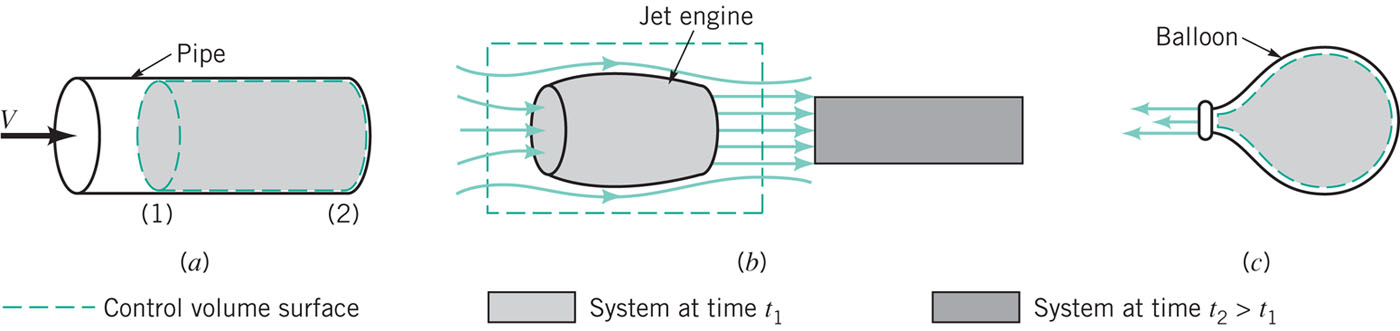 Jet engine
Pipe
Balloon
V
(1)
(2)
(a)
(b)
(c)
Control volume surface
System at time t₁
System at time t₂ > t₁